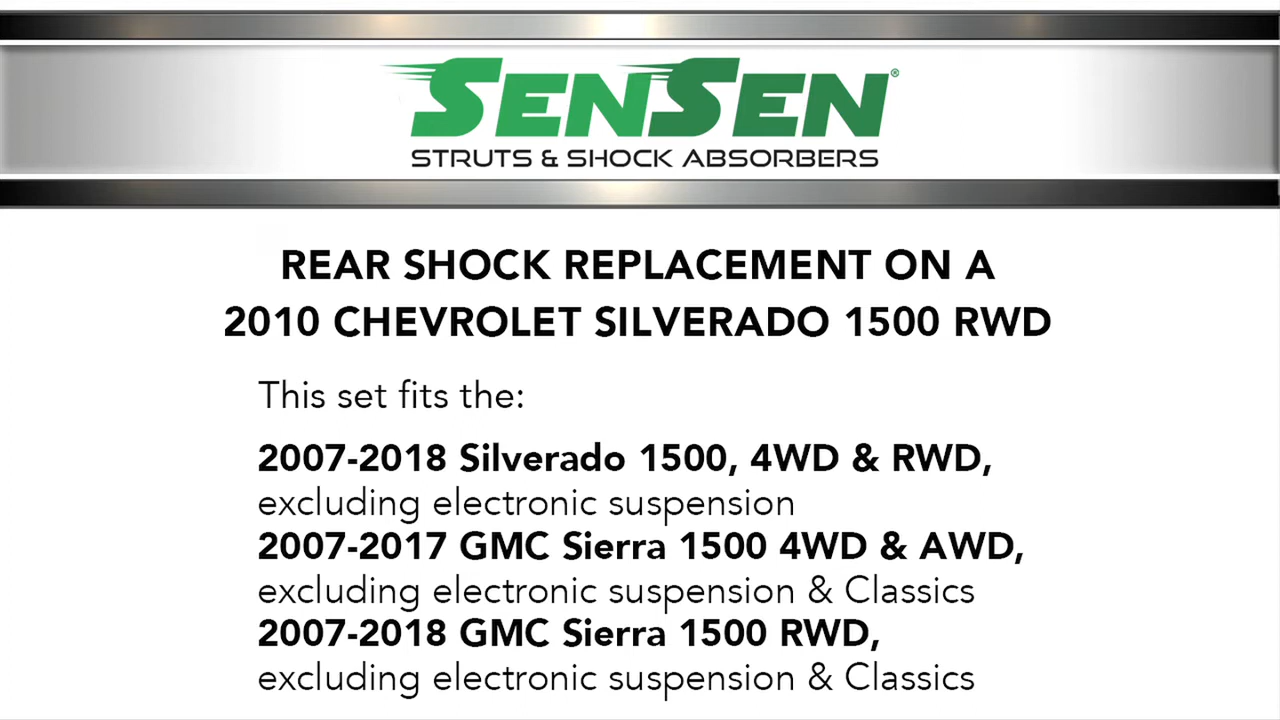 SENSEN®
STRUTS & SHOCK ABSORBERS
REAR SHOCK REPLACEMENT ON A
2010 CHEVROLET SILVERADO 1500 RWD
This set fits the:
2007-2018 Silverado 1500, 4WD & RWD,
excluding electronic suspension
2007-2017 GMC Sierra 1500 4WD & AWD,
excluding electronic suspension & Classics
2007-2018 GMC Sierra 1500 RWD,
excluding electronic suspension & Classics